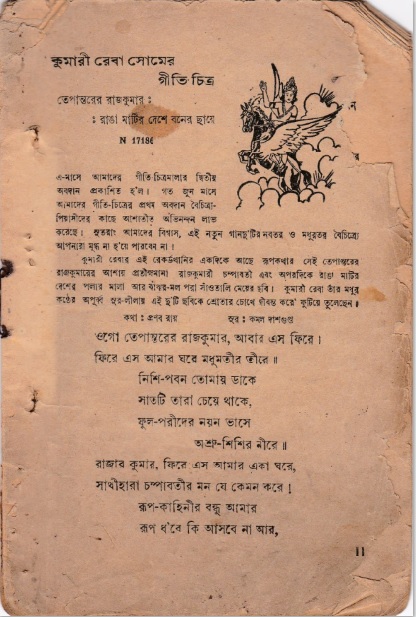 কুমারী রেবা সোমের
গীতি চিত্র
তেপান্তরের রাজকুমার :
: রাঙা মাটির দেশে বনের ছায়ে
N 17186
এ-মাসে আমাদের গীতি-চিত্রমালার দ্বিতীয়
অবদান প্রকাশিত হ'ল। গত জুন মাসে
আমাদের গীতি-চিত্রের প্রথম অবদান বৈচিত্র্য-
পিয়াসীদের কাছে আশাতীত অভিনন্দন লাভ
করেছে। সুতরাং আমাদের বিশ্বাস, এই নতুন গানদু'টির নবতর ও মধুরতর বৈচিত্র্যে
আপনারা মুগ্ধ না হ'য়ে পারবেন না।
কুমারী রেবার এই রেকর্ডখানির একদিকে আছে রূপকথার সেই তেপান্তরের
রাজকুমারের আশায় প্রতীক্ষমানা রাজকুমারী চম্পাবতী এবং অপরদিকে রাঙা মাটির
দেশের পলার মালা আর বাঁকমল পরা সাঁওতালি মেয়ের ছবি। কুমারী রেবা তাঁর মধুর
কণ্ঠের অপূর্ব্ব সুর-লীলায় এই দু'টি ছবিকে শ্রোতার চোখে জীবন্ত করে' ফুটিয়ে তুলেছেন।
কথা : প্রণব রায় সুর : কমল দাশগুপ্ত
ওগো তেপান্তরের রাজকুমার, আবার এস ফিরে।
ফিরে এস আমার ঘরে মধুমতীর তীরে॥
নিশি-পবন তোমায় ডাকে
সাতটি তারা চেয়ে থাকে,
ফুল-পরীদের নয়ন ভাসে
অশ্রু-শিশির নীরে॥
রাজার কুমার, ফিরে এস আমার একা ঘরে,
সাথীহারা চম্পাবতীর মন যে কেমন করে!
রূপ-কাহিনীর বন্ধু আমার
রূপ ধ'রে কি আসবে না আর,
11